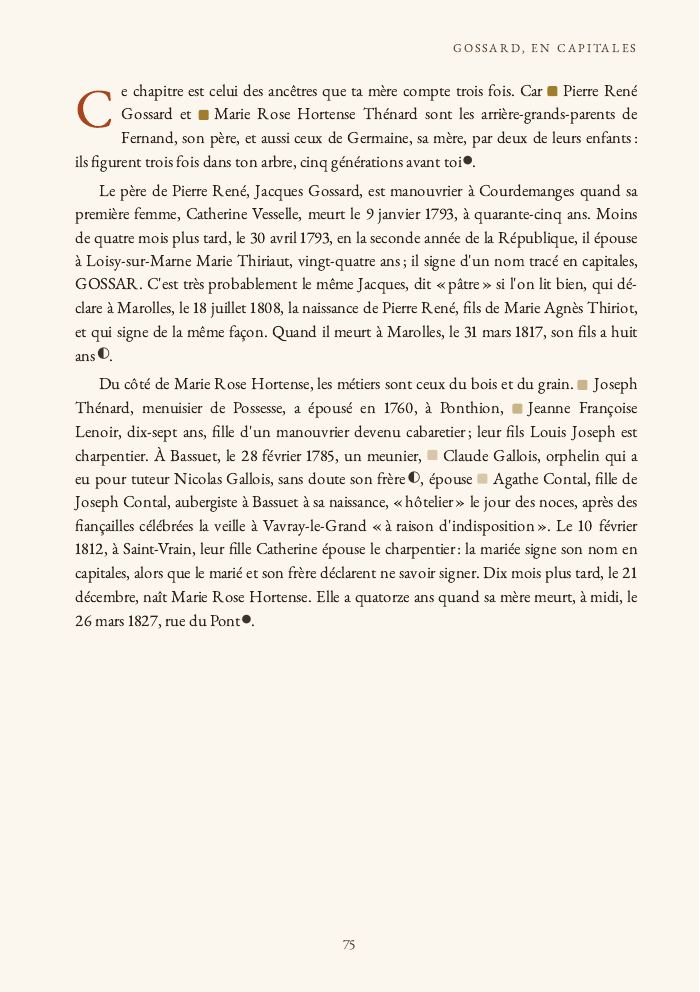 GOSSARD, EN CAPITALES
Ce chapitre est celui des ancêtres que ta mère compte trois fois. Car Pierre René
Gossard et Marie Rose Hortense Thénard sont les arrière-grands-parents de
Fernand, son père, et aussi ceux de Germaine, sa mère, par deux de leurs enfants :
ils figurent trois fois dans ton arbre, cinq générations avant toi.
Le père de Pierre René, Jacques Gossard, est manouvrier à Courdemanges quand sa
première femme, Catherine Vesselle, meurt le 9 janvier 1793, à quarante-cinq ans. Moins
de quatre mois plus tard, le 30 avril 1793, en la seconde année de la République, il épouse
à Loisy-sur-Marne Marie Thiriaut, vingt-quatre ans ; il signe d'un nom tracé en capitales,
GOSSAR. C'est très probablement le même Jacques, dit « pâtre » si l'on lit bien, qui dé-
clare à Marolles, le 18 juillet 1808, la naissance de Pierre René, fils de Marie Agnès Thiriot,
et qui signe de la même façon. Quand il meurt à Marolles, le 31 mars 1817, son fils a huit
ans.
Du côté de Marie Rose Hortense, les métiers sont ceux du bois et du grain. Joseph
Thénard, menuisier de Possesse, a épousé en 1760, à Ponthion, Jeanne Françoise
Lenoir, dix-sept ans, fille d'un manouvrier devenu cabaretier ; leur fils Louis Joseph est
charpentier. À Bassuet, le 28 février 1785, un meunier, Claude Gallois, orphelin qui a
eu pour tuteur Nicolas Gallois, sans doute son frère, épouse Agathe Contal, fille de
Joseph Contal, aubergiste à Bassuet à sa naissance, « hôtelier » le jour des noces, après des
fiançailles célébrées la veille à Vavray-le-Grand « à raison d'indisposition ». Le 10 février
1812, à Saint-Vrain, leur fille Catherine épouse le charpentier : la mariée signe son nom en
capitales, alors que le marié et son frère déclarent ne savoir signer. Dix mois plus tard, le 21
décembre, naît Marie Rose Hortense. Elle a quatorze ans quand sa mère meurt, à midi, le
26 mars 1827, rue du Pont.
75